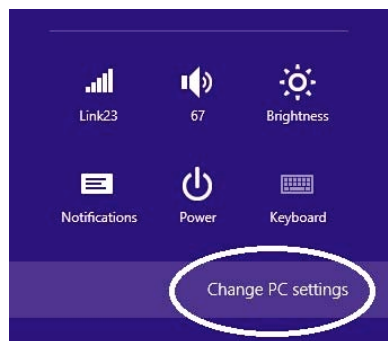 Link23 67 Brightness
Notifications Power Keyboard
Change PC settings